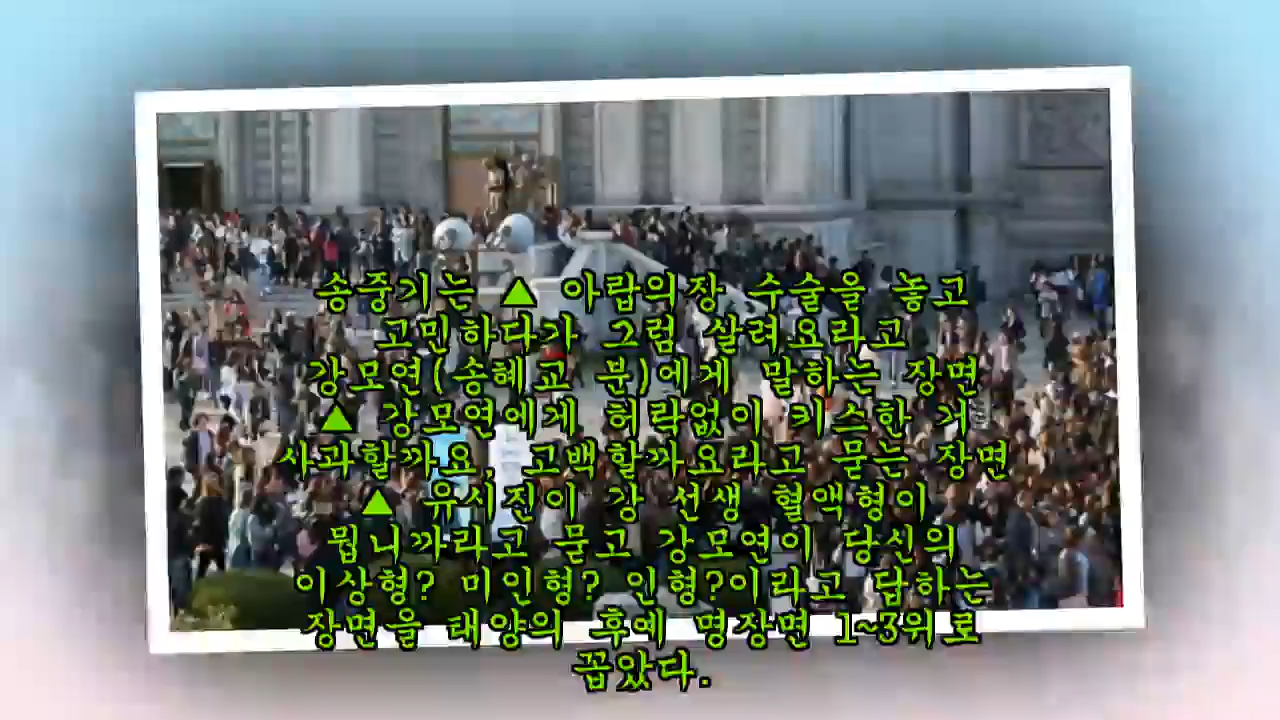 송중기는 ▲ 아랍의장 수술을 놓고
고민하다가 그럼 살려요라고
강모연(송혜교 분)에게 말하는 장면
▲ 강모연에게 허락없이 키스한 거
사과할까요, 고백할까요라고 묻는 장면
▲ 유시진이 강 선생 혈액형이
뭡니까라고 묻고 강모연이 당신의
이상형? 미인형? 인형?이라고 답하는
장면을 태양의 후예 명장면 1~3위로
꼽았다.